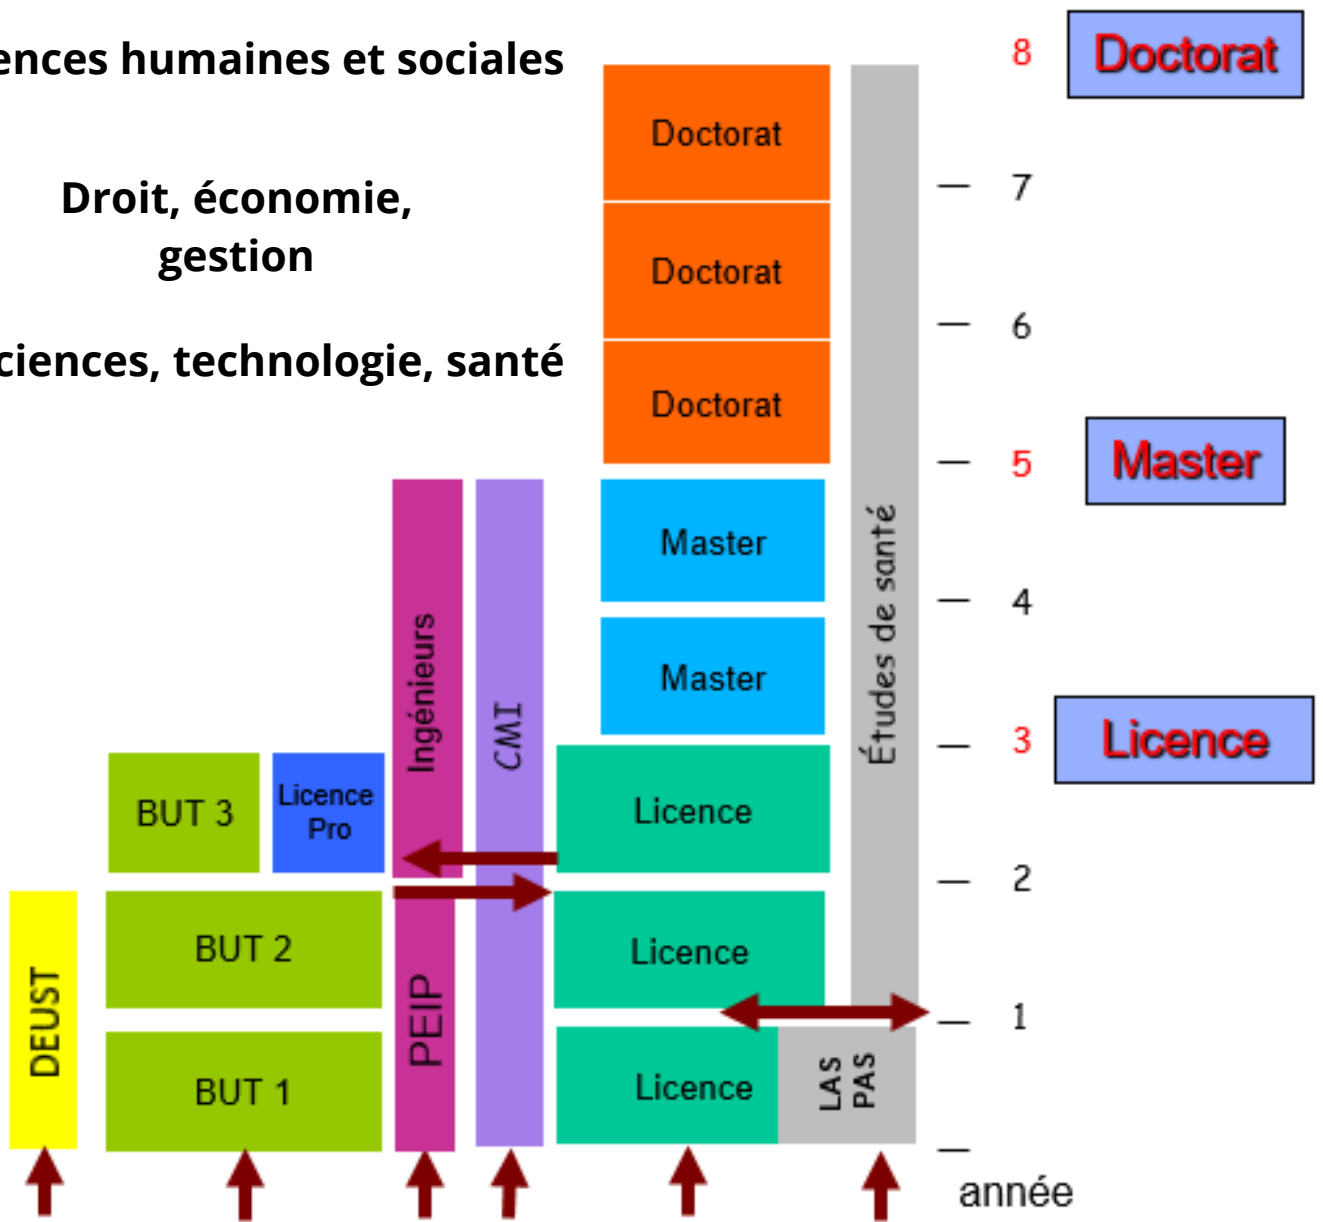 ences humaines et sociales
Droit, économie,
gestion
ciences, technologie, santé
8
Doctorat
Doctorat
7
Doctorat
6
Doctorat
5
Master
Master
4
Master
3
Licence
Études de santé
Ingénieurs
CMI
BUT 3
Licence
Pro
Licence
2
BUT 2
Licence
1
DEUST
PEIP
BUT 1
Licence
LAS
PAS
année